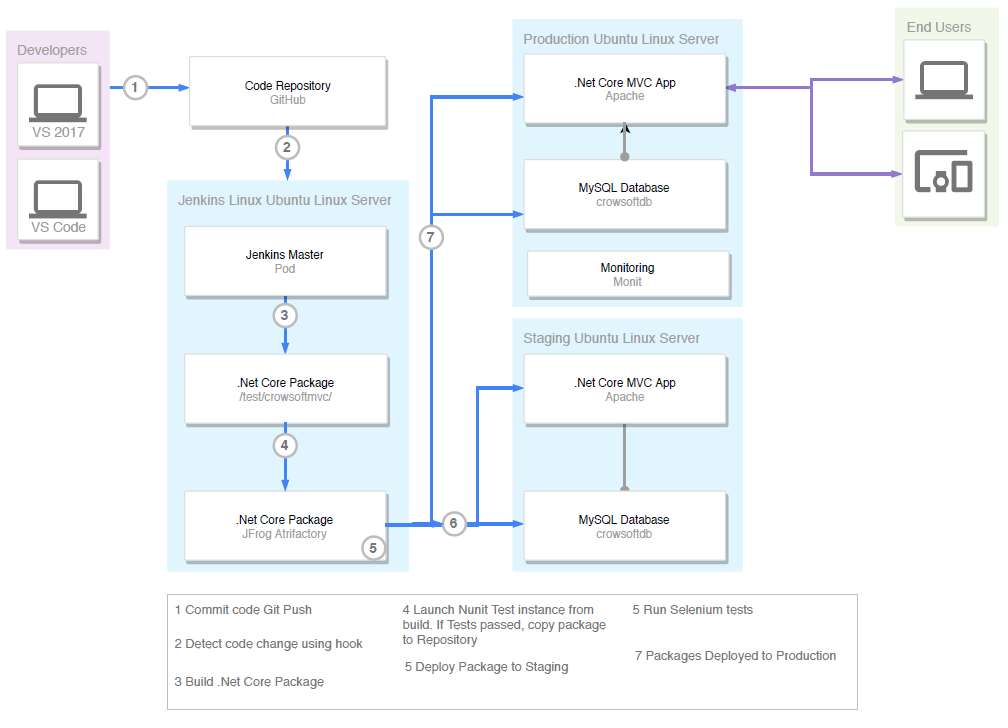 Developers
VS 2017
VS Code
1
Code Repository
GitHub
2
Jenkins Linux Ubuntu Linux Server
Jenkins Master
Pod
3
.Net Core Package
/test/crowsoftmvc/
4
.Net Core Package
JFrog Atrifactory
5
6
7
Production Ubuntu Linux Server
.Net Core MVC App
Apache
MySQL Database
crowsoftdb
Monitoring
Monit
Staging Ubuntu Linux Server
.Net Core MVC App
Apache
MySQL Database
crowsoftdb
End Users
1 Commit code Git Push
2 Detect code change using hook
3 Build .Net Core Package
4 Launch Nunit Test instance from
build. If Tests passed, copy package
to Repository
5 Deploy Package to Staging
5 Run Selenium tests
7 Packages Deployed to Production